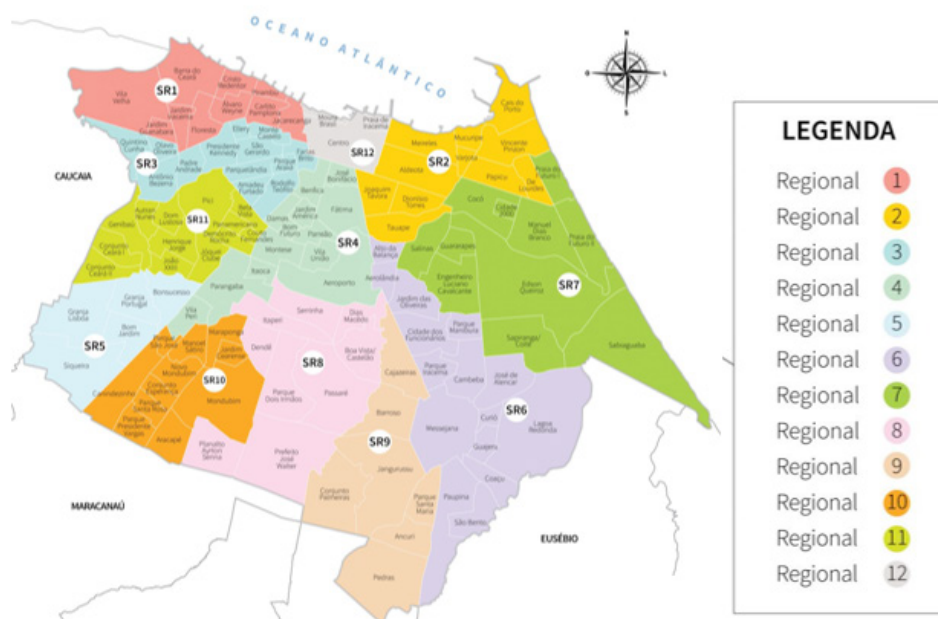 OCEANO ATLÂNTICO
N
O
L
S
Barra do
Ceará
Cristo
Redentor
Pirambu
Vila
Velha
SR1
Jardim
Iracema
Álvaro
Weyne
Carlito
Pamplona
Jacarecanga
Jardim
Guanabara
Floresta
Moura
Brasil
Praia de
Iracema
Centro
SR12
Cais do
Porto
Meireles
Mucuripe
Vicente
Pinzon
SR2
Varjota
Aldeota
Papicu
De
Lourdes
Praia do
Futuro I
Joaquim
Távora
Dionísio
Torres
Tauape
Quintino
Cunha
Olavo
Oliveira
Presidente
Kennedy
Ellery
Monte
Castelo
São
Gerardo
Farias
Brito
SR3
Antônio
Bezerra
Padre
Andrade
Parquelândia
Parque
Araxá
Amadeu
Furtado
Rodolfo
Teófilo
CAUCAIA
José
Bonifácio
Benfica
Fátima
Jardim
América
Damas
Bom
Futuro
Parreão
SR4
Montese
Vila
União
Itaoca
Aeroporto
Parangaba
Vila
Peri
Autran
Nunes
Dom
Lustosa
Pici
SR11
Bela
Vista
Panamericano
Couto
Fernandes
Genibaú
Henrique
Jorge
Demócrito
Rocha
João
XXIII
Jóquei
Clube
Conjunto
Ceará I
Conjunto
Ceará II
Cocó
Cidade
2000
Manuel
Dias
Branco
Praia do
Futuro II
Salinas
Guararapes
Engenheiro
Luciano
Cavalcante
Edson
Queiroz
SR7
Sapiranga/
Coité
Sabiaguaba
Alto da
Balança
Aerolândia
Jardim das
Oliveiras
Cidade dos
Funcionários
Parque
Manibura
Parque
Iracema
Cambeba
José de
Alencar
SR6
Messejana
Curió
Lagoa
Redonda
Guajeru
Coaçu
Paupina
São Bento
Granja
Lisboa
Granja
Portugal
Bonsucesso
SR5
Bom
Jardim
Siqueira
Parque
São José
Manoel
Sátiro
Maraponga
Jardim
Cearense
Novo
Mondubim
SR10
Canindezinho
Conjunto
Esperança
Parque
Santa Rosa
Mondubim
Parque
Presidente
Vargas
Aracapé
Itaperi
Serrinha
Dias
Macêdo
Dendê
SR8
Boa Vista/
Castelão
Parque
Dois Irmãos
Passaré
Planalto
Ayrton
Senna
Prefeito
José
Walter
Cajazeiras
Barroso
SR9
Jangurussu
Conjunto
Palmeiras
Parque
Santa
Maria
Ancuri
Pedras
MARACANAÚ
EUSÉBIO
LEGENDA
Regional 1
Regional 2
Regional 3
Regional 4
Regional 5
Regional 6
Regional 7
Regional 8
Regional 9
Regional 10
Regional 11
Regional 12